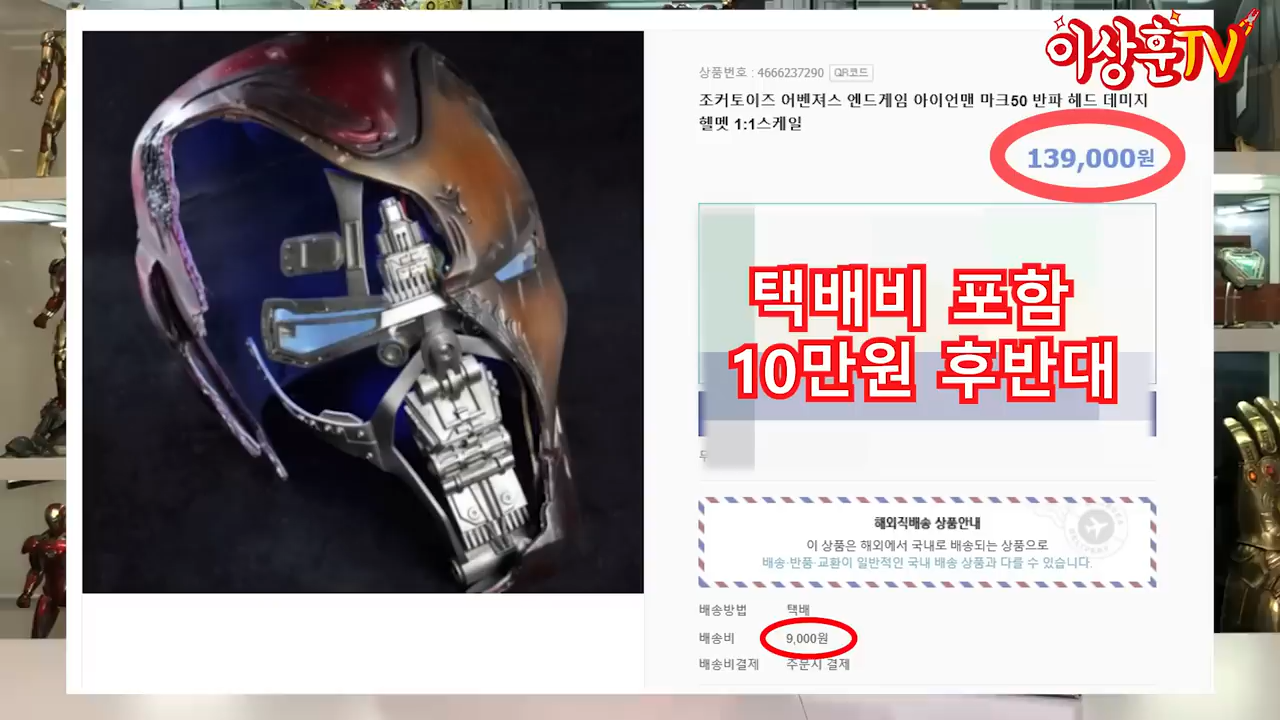 이상훈TV
상품번호 : 4666237290 QR코드
조커토이즈 어벤져스 엔드게임 아이언맨 마크50 반파 헤드 데미지
헬멧 1:1스케일
139,000원
택배비 포함
10만원 후반대
해외직배송 상품안내
이 상품은 해외에서 국내로 배송되는 상품으로
배송·반품·교환이 일반적인 국내 배송 상품과 다를 수 있습니다.
배송방법 택배
배송비 9,000원
배송비결제 주문시 결제